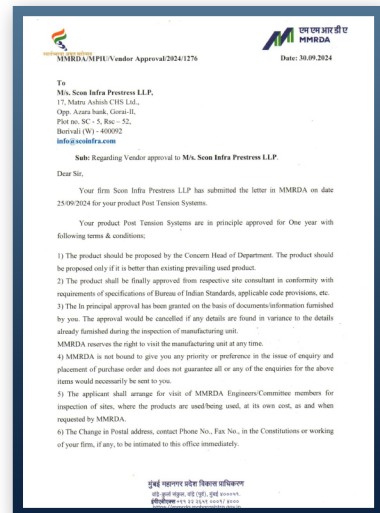 एम एम आर डी ए
MMRDA
MMRDA/MPIU/Vendor Approval/2024/1276
Date: 30.09.2024
To
M/s. Scon Infra Prestress LLP,
17, Matru Ashish CHS Ltd.,
Opp. Azara bank, Gorai-II,
Plot no. SC - 5, Rsc – 52,
Borivali (W) - 400092
info@scoinfra.com
Sub: Regarding Vendor approval to M/s. Scon Infra Prestress LLP.
Dear Sir,
Your firm Scon Infra Prestress LLP has submitted the letter in MMRDA on date
25/09/2024 for your product Post Tension Systems.
Your product Post Tension Systems are in principle approved for One year with
following terms & conditions;
1) The product should be proposed by the Concern Head of Department. The product should
be proposed only if it is better than existing prevailing used product.
2) The product shall be finally approved from respective site consultant in conformity with
requirements of specifications of Bureau of Indian Standards, applicable code provisions, etc.
3) The In principal approval has been granted on the basis of documents/information furnished
by you. The approval would be cancelled if any details are found in variance to the details
already furnished during the inspection of manufacturing unit.
MMRDA reserves the right to visit the manufacturing unit at any time.
4) MMRDA is not bound to give you any priority or preference in the issue of enquiry and
placement of purchase order and does not guarantee all or any of the enquiries for the above
items would necessarily be sent to you.
5) The applicant shall arrange for visit of MMRDA Engineers/Committee members for
inspection of sites, where the products are used/being used, at its own cost, as and when
requested by MMRDA.
6) The Change in Postal address, contact Phone No., Fax No., in the Constitutions or working
of your firm, if any, to be intimated to this office immediately.
मुंबई महानगर प्रदेश विकास प्राधिकरण